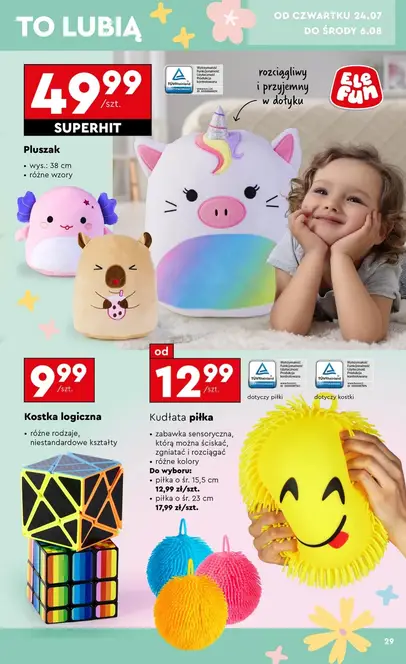 TO LUBIĄ
OD CZWARTKU 24.07
DO ŚRODY 6.08
49.99
/szt.
SUPERHIT
Pluszak
• wys.: 38 cm
• różne wzory
rozciągliwy
i przyjemny
w dotyku
ELE
FUN
9.99
/szt.
Kostka logiczna
• różne rodzaje,
niestandardowe kształty
od
12.99
/szt.
Kudłata piłka
• zabawka sensoryczna,
którą można ściskać,
zgniatać i rozciągać
• różne kolory
Do wyboru:
• piłka o śr. 15,5 cm
12,99 zł/szt.
• piłka o śr. 23 cm
17,99 zł/szt.
dotyczy piłki
dotyczy kostki
29